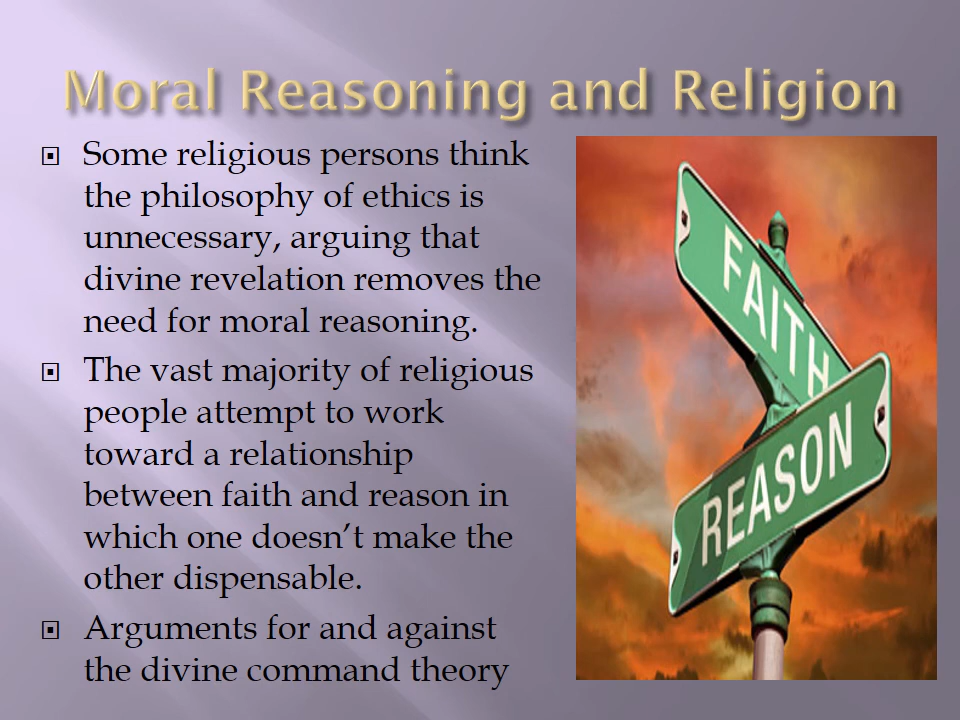 Moral Reasoning and Religion
Some religious persons think
the philosophy of ethics is
unnecessary, arguing that
divine revelation removes the
need for moral reasoning.
The vast majority of religious
people attempt to work
toward a relationship
between faith and reason in
which one doesn’t make the
other dispensable.
Arguments for and against
the divine command theory
FAITH
REASON